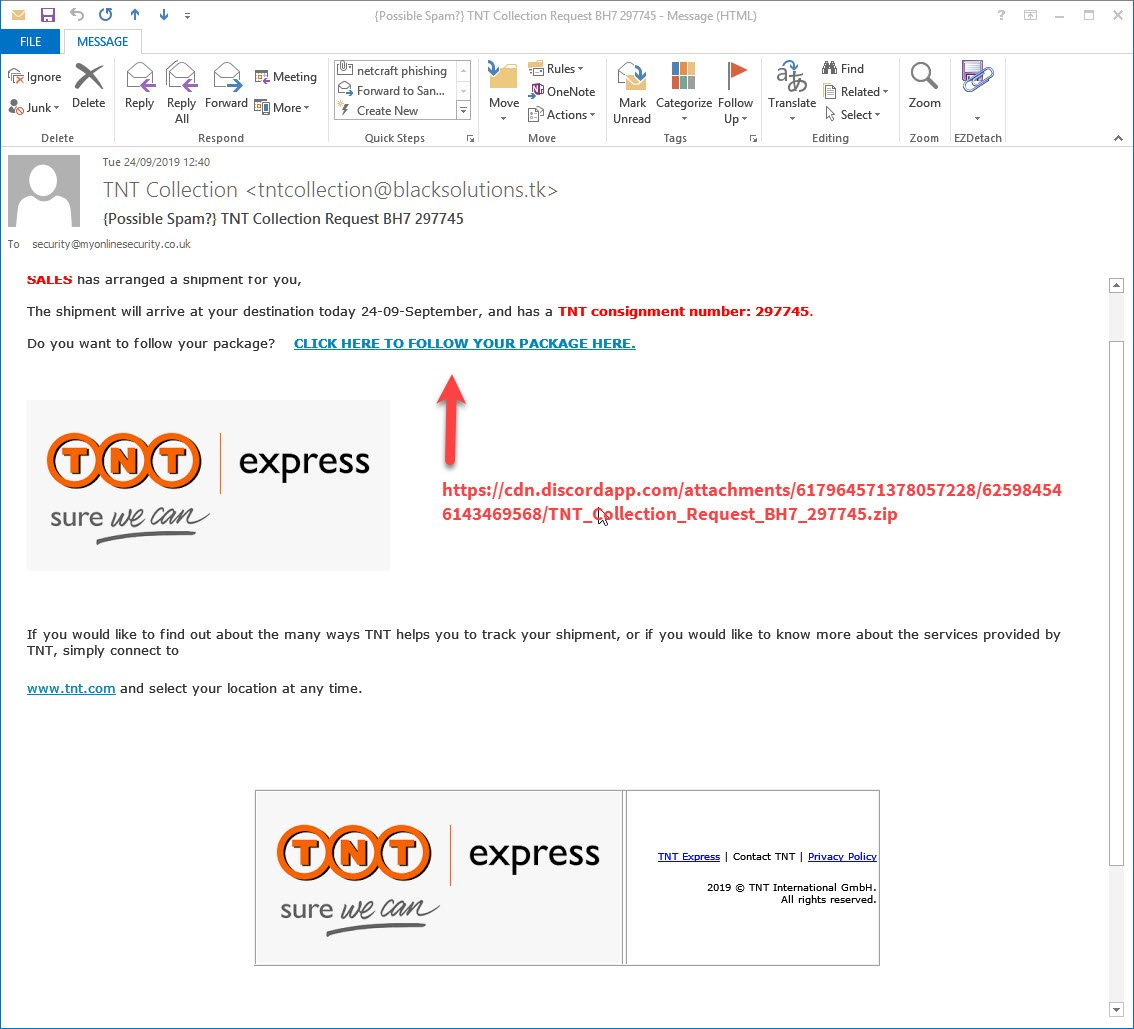 {Possible Spam?} TNT Collection Request BH7 297745 - Message (HTML)
FILE MESSAGE
Ignore
Junk
Delete
Delete
Reply
Reply All
Forward
Meeting
More
Respond
netcraft phishing
Forward to San...
Create New
Quick Steps
Move
Rules
OneNote
Actions
Move
Mark Unread
Categorize
Follow Up
Tags
Translate
Find
Related
Select
Editing
Zoom
Zoom
EZDetach
Tue 24/09/2019 12:40
TNT Collection <tntcollection@blacksolutions.tk>
{Possible Spam?} TNT Collection Request BH7 297745
To security@myonlinesecurity.co.uk
SALES has arranged a shipment for you,
The shipment will arrive at your destination today 24-09-September, and has a TNT consignment number: 297745.
Do you want to follow your package? CLICK HERE TO FOLLOW YOUR PACKAGE HERE.
TNT express
sure we can
https://cdn.discordapp.com/attachments/617964571378057228/62598454
6143469568/TNT_Collection_Request_BH7_297745.zip
If you would like to find out about the many ways TNT helps you to track your shipment, or if you would like to know more about the services provided by
TNT, simply connect to
www.tnt.com and select your location at any time.
TNT express
sure we can
TNT Express | Contact TNT | Privacy Policy
2019 © TNT International GmbH.
All rights reserved.